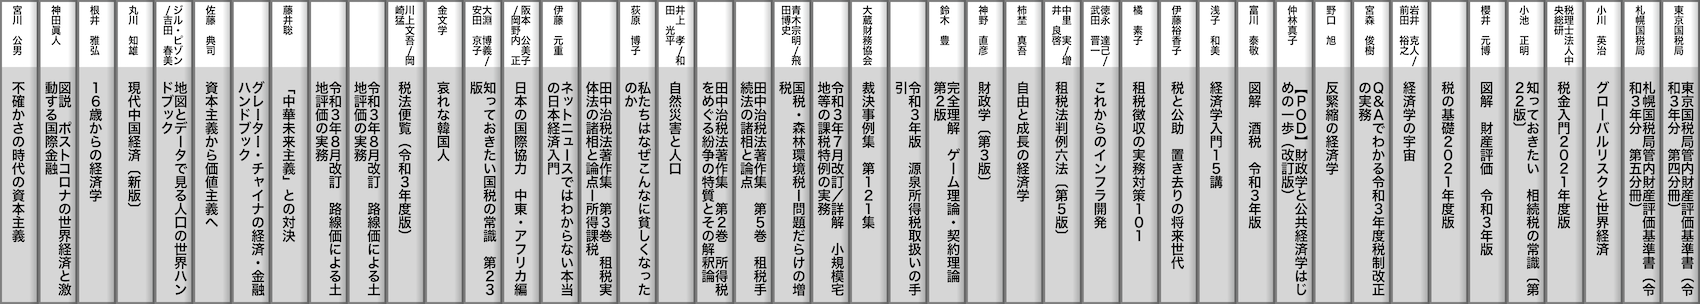 東京国税局
東京国税局管内財産評価基準書（令
和３年分　第四分冊）
札幌国税局
札幌国税局管内財産評価基準書（令
和３年分　第五分冊）
小川　英治
グローバルリスクと世界経済
税理士法人中
央総研
税金入門２０２１年度版
小池　正明
知っておきたい　相続税の常識〔第
２２版〕
櫻井　元博
図解　財産評価　令和３年版
税の基礎２０２１年度版
岩井　克人／
前田　裕之
経済学の宇宙
宮森　俊樹
Ｑ＆Ａでわかる令和３年度税制改正
の実務
野口　旭
反緊縮の経済学
仲林真子
【ＰＯＤ】財政学と公共経済学はじ
めの一歩（改訂版）
富川　泰敬
図解　酒税　令和３年版
浅子　和美
経済学入門１５講
伊藤裕香子
税と公助　置き去りの将来世代
橘　素子
租税徴収の実務対策１０１
徳永　達己／
武田　晋一
これからのインフラ開発
中里　実／増
井　良啓
租税法判例六法〔第５版〕
柿埜　真吾
自由と成長の経済学
神野　直彦
財政学〔第３版〕
鈴木　豊
完全理解　ゲーム理論・契約理論
第２版
令和３年版　源泉所得税取扱いの手
引
大蔵財務協会
裁決事例集　第１２１集
令和３年７月改訂／詳解　小規模宅
地等の課税特例の実務
青木宗明／飛
田博史
国税・森林環境税ー問題だらけの増
税
田中治税法著作集　第５巻　租税手
続法の諸相と論点
田中治税法著作集　第２巻　所得税
をめぐる紛争の特質とその解釈論
井上　孝／和
田　光平
自然災害と人口
荻原　博子
私たちはなぜこんなに貧しくなった
のか
田中治税法著作集　第３巻　租税実
体法の諸相と論点ー所得課税
伊藤　元重
ネットニュースではわからない本当
の日本経済入門
阪本　公美子
／岡野内　正
日本の国際協力　中東・アフリカ編
大淵　博義／
安田　京子
知っておきたい国税の常識　第２３
版
金文学
哀れな韓国人
川上文吾／岡
崎猛
税法便覧（令和３年度版）
令和３年８月改訂　路線価による土
地評価の実務
令和３年８月改訂　路線価による土
地評価の実務
藤井聡
「中華未来主義」との対決
グレーター・チャイナの経済・金融
ハンドブック
佐藤　典司
資本主義から価値主義へ
ジル・ピゾン
／吉田　春美
地図とデータで見る人口の世界ハン
ドブック
丸川　知雄
現代中国経済〔新版〕
根井　雅弘
１６歳からの経済学
神田眞人
図説　ポストコロナの世界経済と激
動する国際金融
宮川　公男
不確かさの時代の資本主義